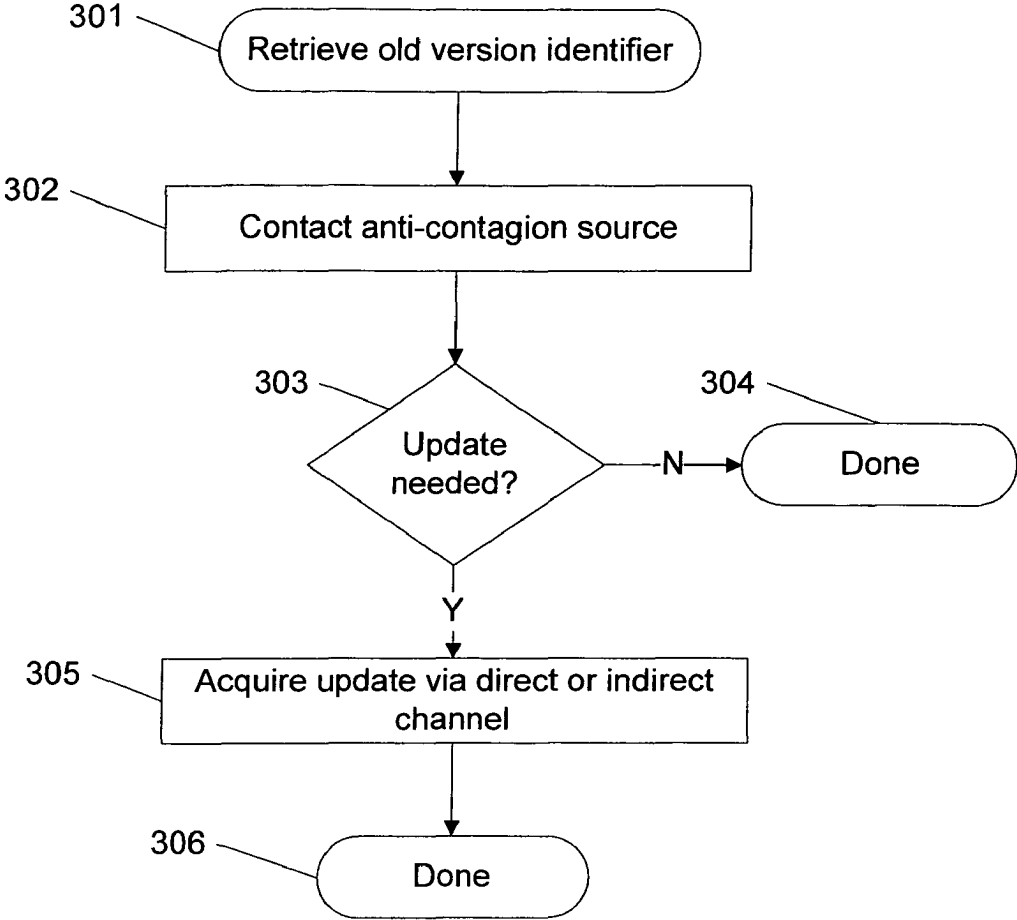 301
Retrieve old version identifier
302
Contact anti-contagion source
303
304
Update
needed?
N
Done
Y
305
Acquire update via direct or indirect
channel
306
Done